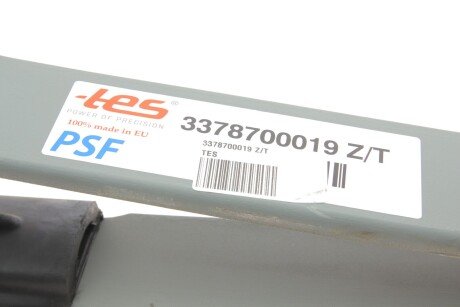 tes®
POWER OF PRECISION
100% made in EU
PSF
3378700019 Z/T
3378700019 Z/T
TES